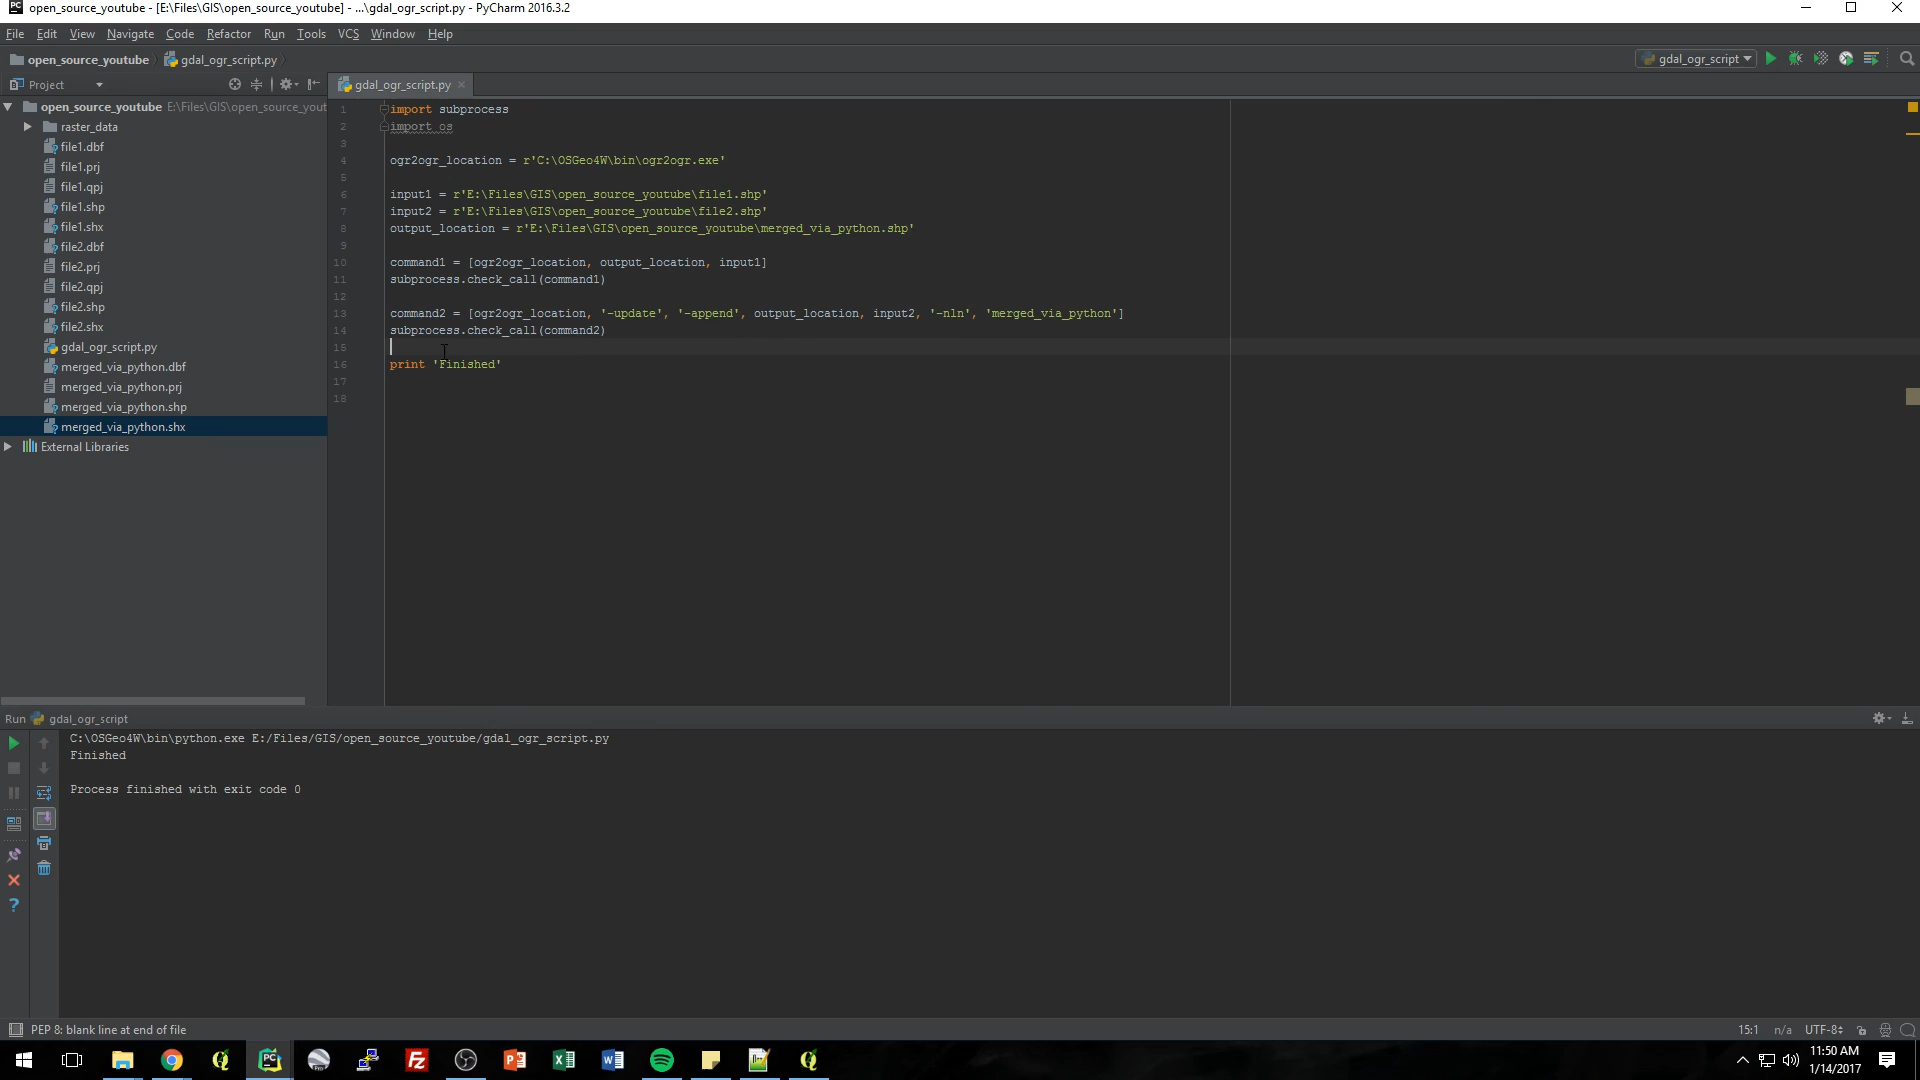 open_source_youtube - [E:\Files\GIS\open_source_youtube] - ...\gdal_ogr_script.py - PyCharm 2016.3.2
File Edit View Navigate Code Refactor Run Tools VCS Window Help
open_source_youtube gdal_ogr_script.py
gdal_ogr_script
Project
gdal_ogr_script.py
open_source_youtube E:\Files\GIS\open_source_yout
raster_data
file1.dbf
file1.prj
file1.qpj
file1.shp
file1.shx
file2.dbf
file2.prj
file2.qpj
file2.shp
file2.shx
gdal_ogr_script.py
merged_via_python.dbf
merged_via_python.prj
merged_via_python.shp
merged_via_python.shx
External Libraries
1 import subprocess
2 import os
3
4 ogr2ogr_location = r'C:\OSGeo4W\bin\ogr2ogr.exe'
5
6 input1 = r'E:\Files\GIS\open_source_youtube\file1.shp'
7 input2 = r'E:\Files\GIS\open_source_youtube\file2.shp'
8 output_location = r'E:\Files\GIS\open_source_youtube\merged_via_python.shp'
9
10 command1 = [ogr2ogr_location, output_location, input1]
11 subprocess.check_call(command1)
12
13 command2 = [ogr2ogr_location, '-update', '-append', output_location, input2, '-nln', 'merged_via_python']
14 subprocess.check_call(command2)
15
16 print 'Finished'
17
18
Run gdal_ogr_script
C:\OSGeo4W\bin\python.exe E:/Files/GIS/open_source_youtube/gdal_ogr_script.py
Finished
Process finished with exit code 0
PEP 8: blank line at end of file
15:1 n/a UTF-8
11:50 AM
1/14/2017